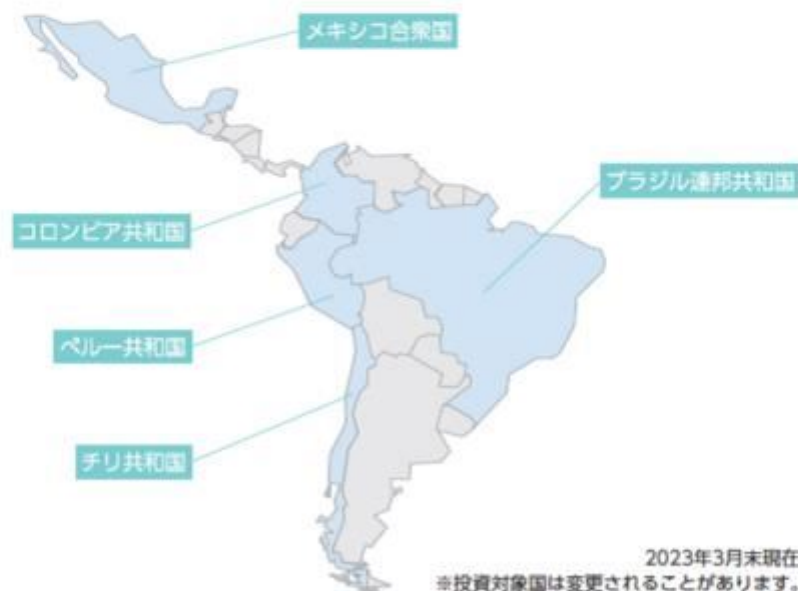 メキシコ合衆国
ブラジル連邦共和国
コロンビア共和国
ペルー共和国
チリ共和国
2023年3月末現在
※投資対象国は変更されることがあります。